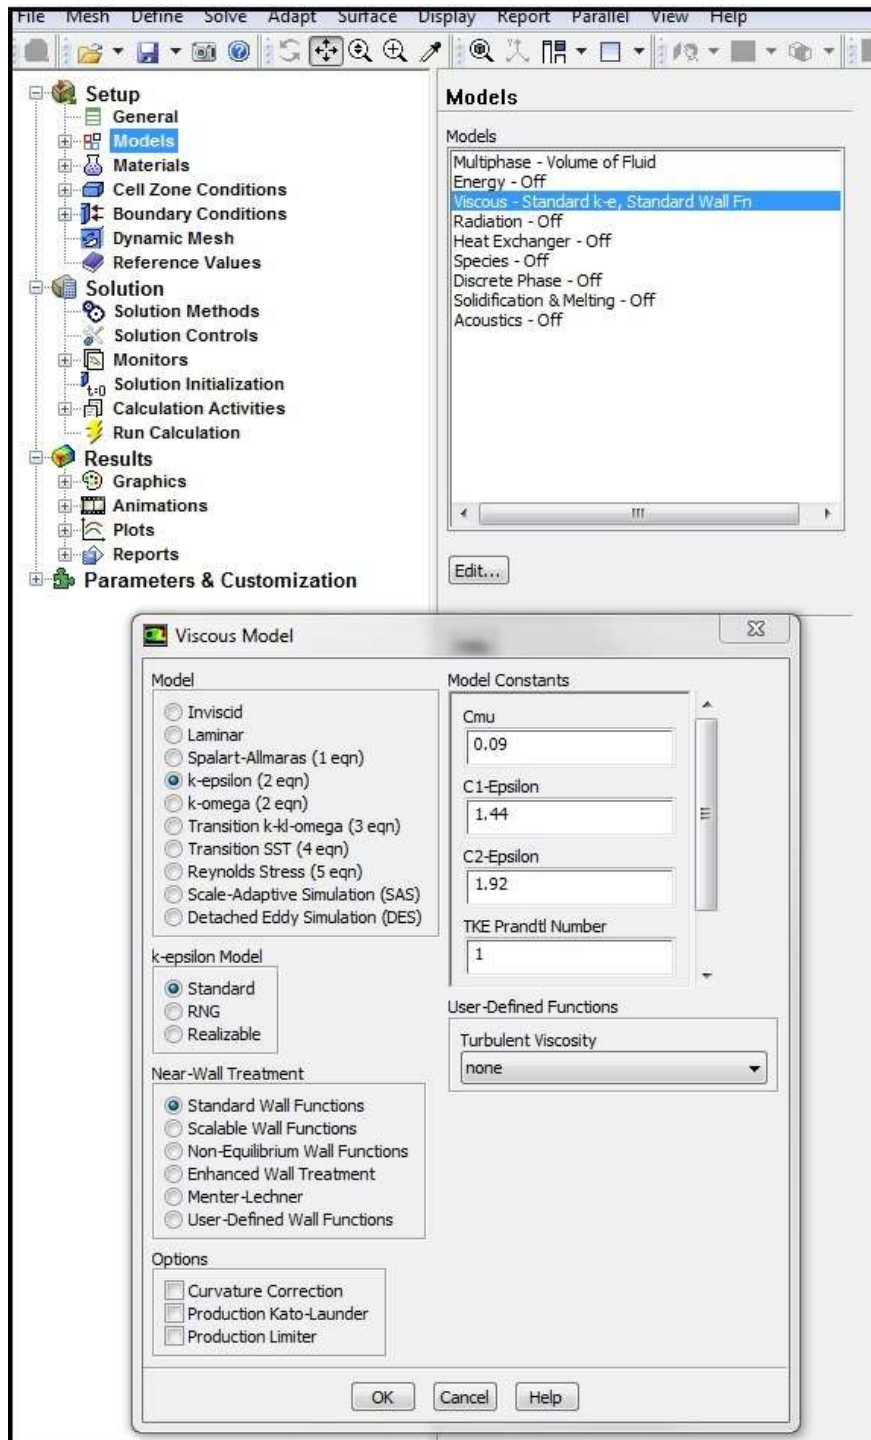 File Mesh Define Solve Adapt Surface Display Report Parallel View Help
Setup
General
Models
Materials
Cell Zone Conditions
Boundary Conditions
Dynamic Mesh
Reference Values
Solution
Solution Methods
Solution Controls
Monitors
t=0 Solution Initialization
Calculation Activities
Run Calculation
Results
Graphics
Animations
Plots
Reports
Parameters & Customization
Models
Models
Multiphase - Volume of Fluid
Energy - Off
Viscous - Standard k-e, Standard Wall Fn
Radiation - Off
Heat Exchanger - Off
Species - Off
Discrete Phase - Off
Solidification & Melting - Off
Acoustics - Off
Edit...
Viscous Model
Model
Inviscid
Laminar
Spalart-Allmaras (1 eqn)
k-epsilon (2 eqn)
k-omega (2 eqn)
Transition k-kl-omega (3 eqn)
Transition SST (4 eqn)
Reynolds Stress (5 eqn)
Scale-Adaptive Simulation (SAS)
Detached Eddy Simulation (DES)
k-epsilon Model
Standard
RNG
Realizable
Near-Wall Treatment
Standard Wall Functions
Scalable Wall Functions
Non-Equilibrium Wall Functions
Enhanced Wall Treatment
Menter-Lechner
User-Defined Wall Functions
Options
Curvature Correction
Production Kato-Launder
Production Limiter
Model Constants
Cmu
0.09
C1-Epsilon
1.44
C2-Epsilon
1.92
TKE Prandtl Number
1
User-Defined Functions
Turbulent Viscosity
none
OK Cancel Help